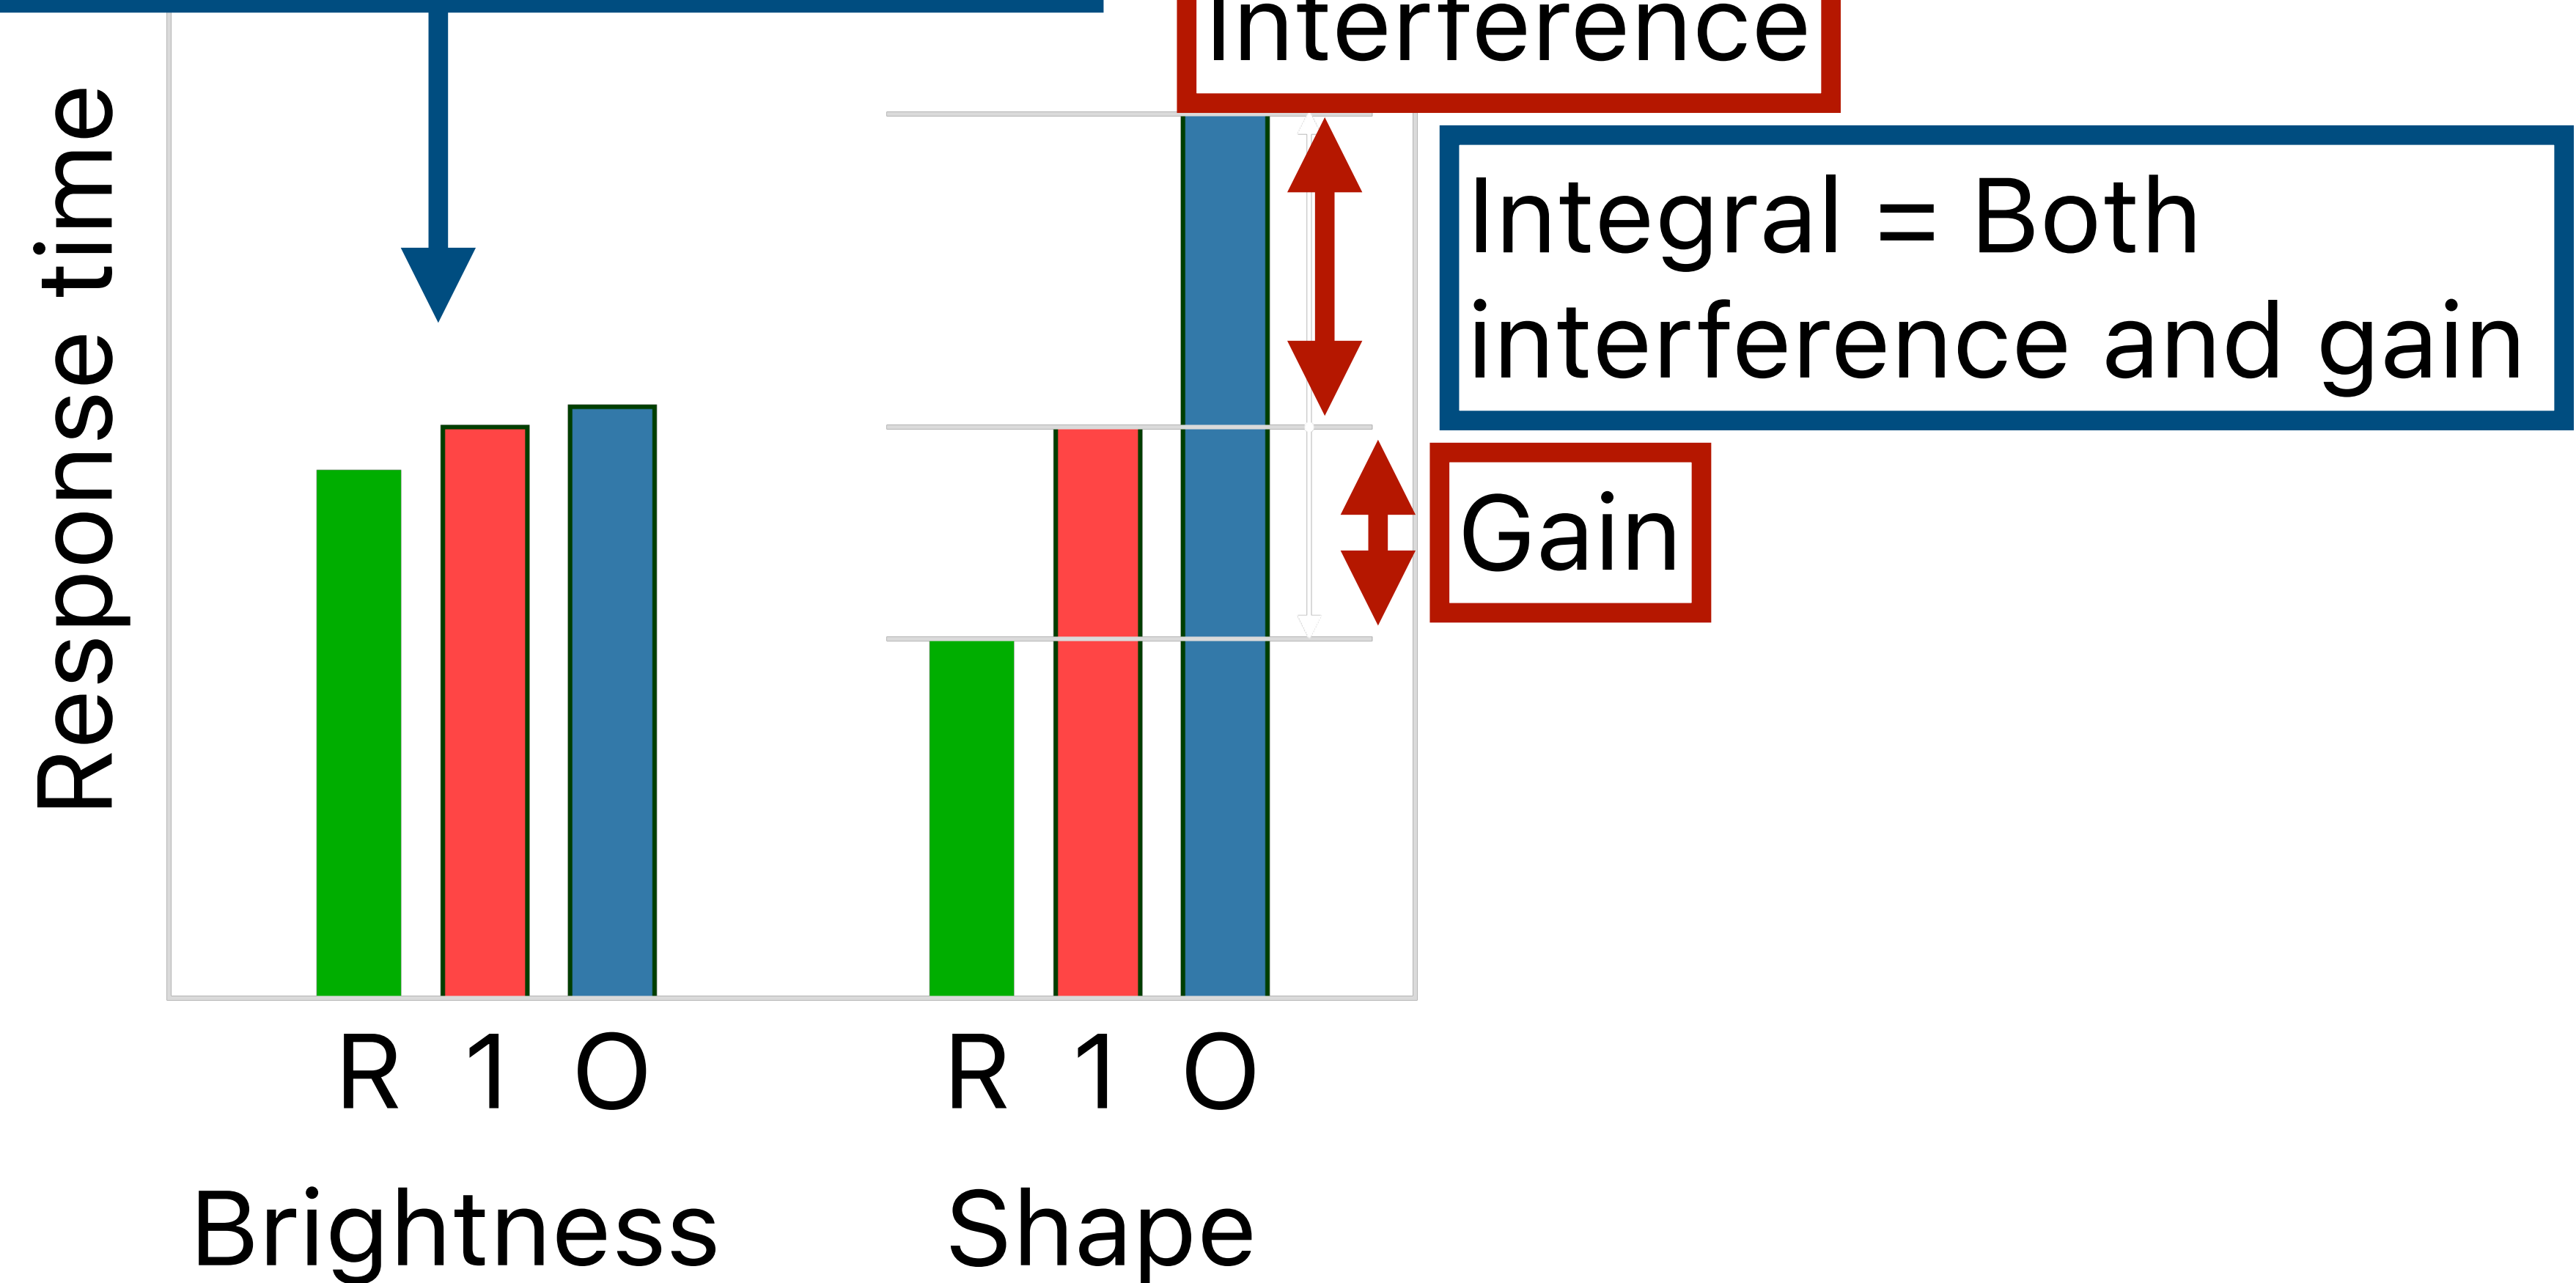 Interference
Response time
Integral = Both
interference and gain
Gain
R 1 O R 1 O
Brightness Shape